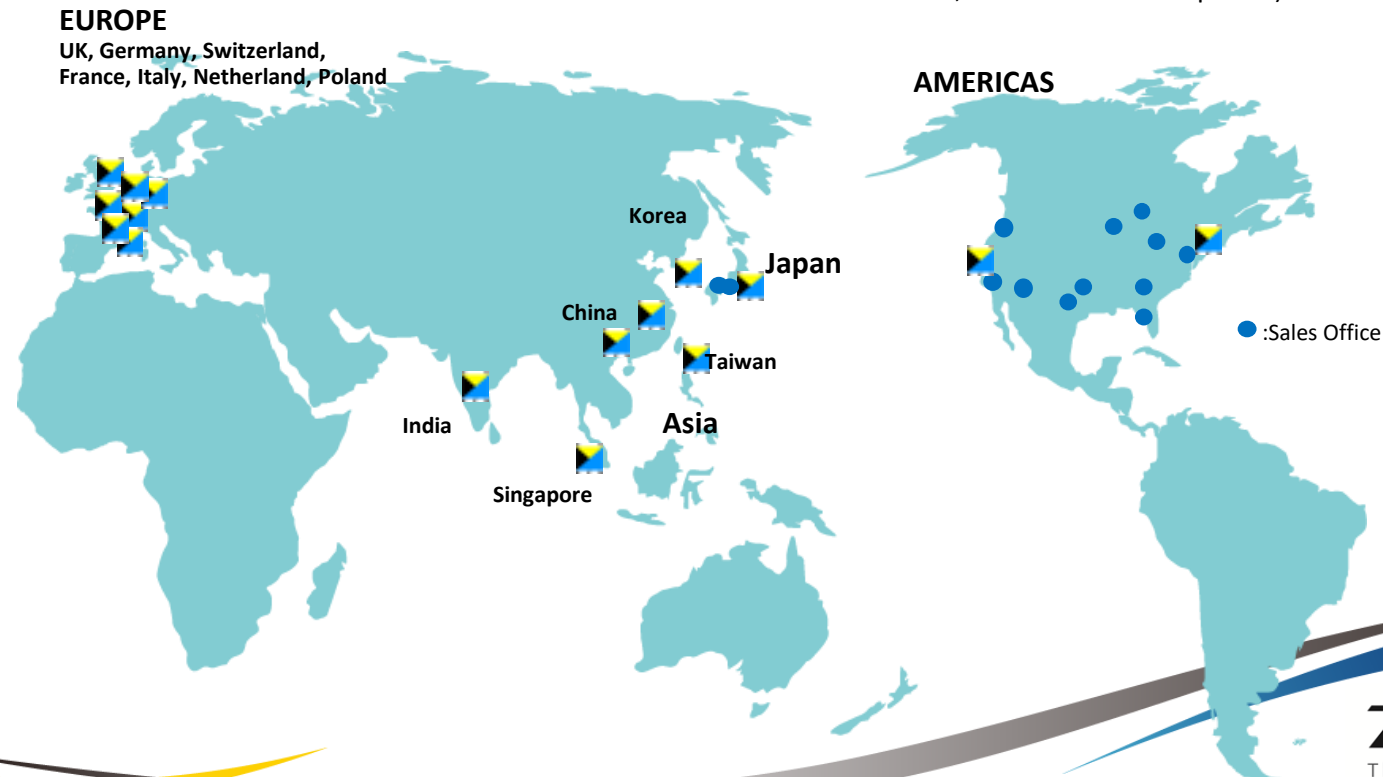 EUROPE
UK, Germany, Switzerland,
France, Italy, Netherland, Poland
AMERICAS
Korea
Japan
China
:Sales Office
Taiwan
India
Asia
Singapore